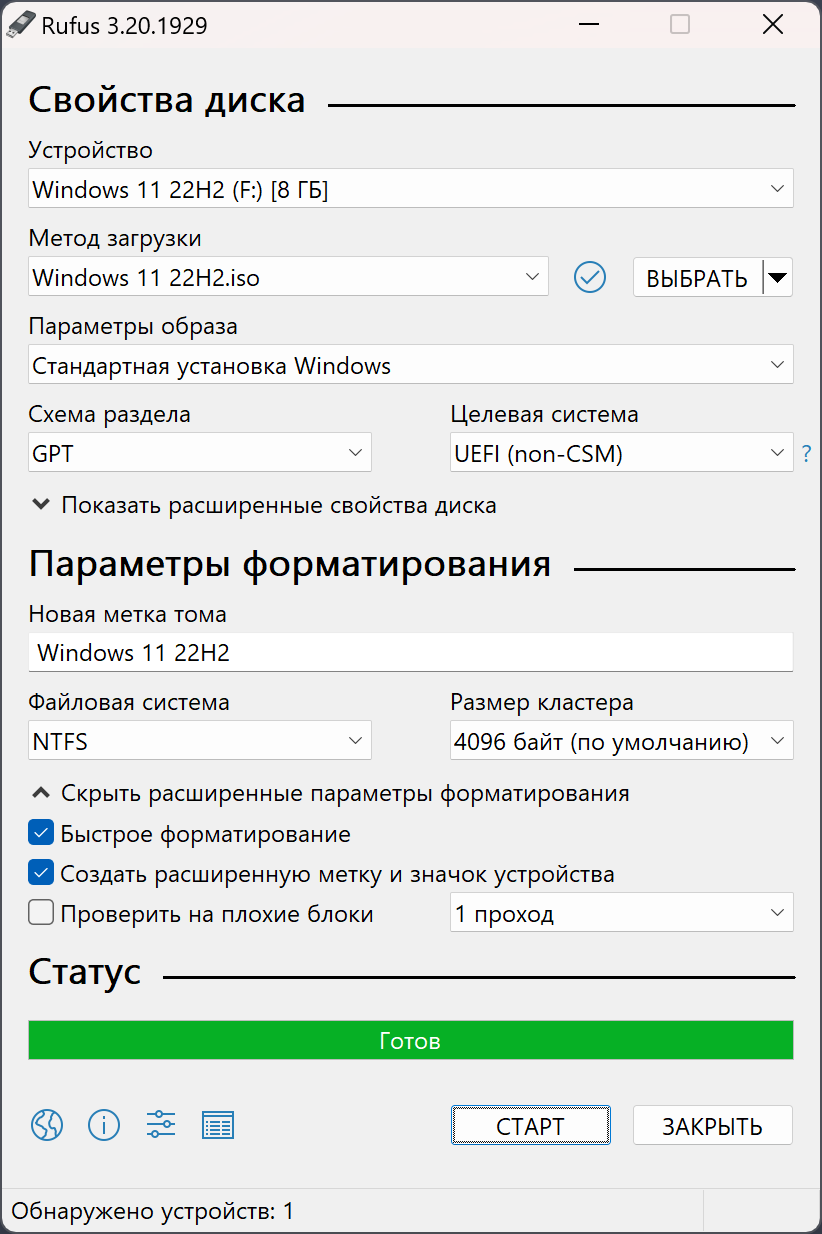 Rufus 3.20.1929
Свойства диска
Устройство
Windows 11 22H2 (F:) [8 ГБ]
Метод загрузки
Windows 11 22H2.iso
ВЫБРАТЬ
Параметры образа
Стандартная установка Windows
Схема раздела
Целевая система
GPT
UEFI (non-CSM)
?
Показать расширенные свойства диска
Параметры форматирования
Новая метка тома
Windows 11 22H2
Файловая система
Размер кластера
NTFS
4096 байт (по умолчанию)
Скрыть расширенные параметры форматирования
Быстрое форматирование
Создать расширенную метку и значок устройства
Проверить на плохие блоки
1 проход
Статус
Готов
СТАРТ
ЗАКРЫТЬ
Обнаружено устройств: 1